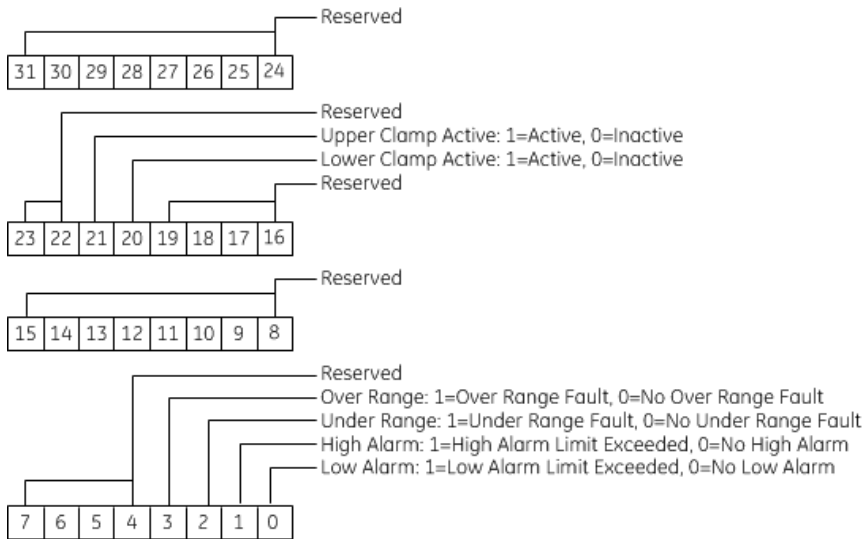 Reserved
31 30 29 28 27 26 25 24
Reserved
Upper Clamp Active: 1=Active, 0=Inactive
Lower Clamp Active: 1=Active, 0=Inactive
Reserved
23 22 21 20 19 18 17 16
Reserved
15 14 13 12 11 10 9 8
Reserved
Over Range: 1=Over Range Fault, 0=No Over Range Fault
Under Range: 1=Under Range Fault, 0=No Under Range Fault
High Alarm: 1=High Alarm Limit Exceeded, 0=No High Alarm
Low Alarm: 1=Low Alarm Limit Exceeded, 0=No Low Alarm
7 6 5 4 3 2 1 0